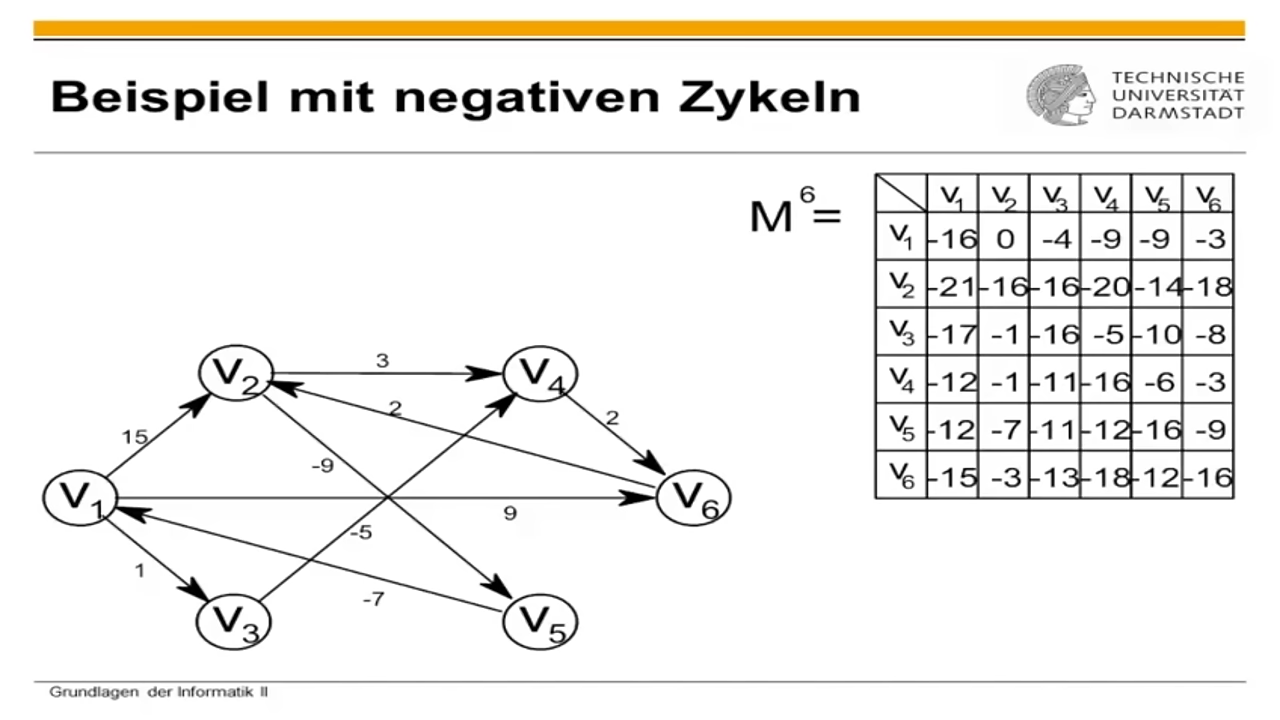 Beispiel mit negativen Zykeln
TECHNISCHE
UNIVERSITÄT
DARMSTADT
M⁶=
V₁ V₂ V₃ V₄ V₅ V₆
V₁ -16 0 -4 -9 -9 -3
V₂ -21 -16 -16 -20 -14 -18
V₃ -17 -1 -16 -5 -10 -8
V₄ -12 -1 -11 -16 -6 -3
V₅ -12 -7 -11 -12 -16 -9
V₆ -15 -3 -13 -18 -12 -16
V₂ 3 V₄
2
2
15
-9
V₁ V₆
9
-5
1
-7
V₃ V₅
Grundlagen der Informatik II